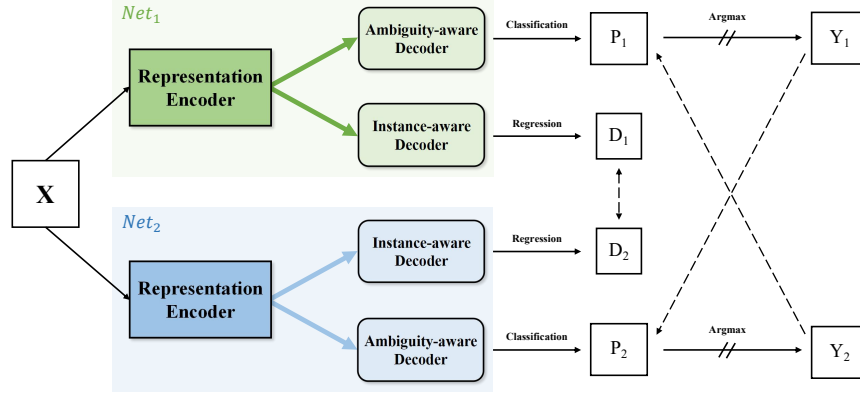 Net₁
Representation
Encoder
Ambiguity-aware
Decoder
Classification
P₁
Argmax
Y₁
Instance-aware
Decoder
Regression
D₁
X
Net₂
Representation
Encoder
Instance-aware
Decoder
Regression
D₂
Ambiguity-aware
Decoder
Classification
P₂
Argmax
Y₂